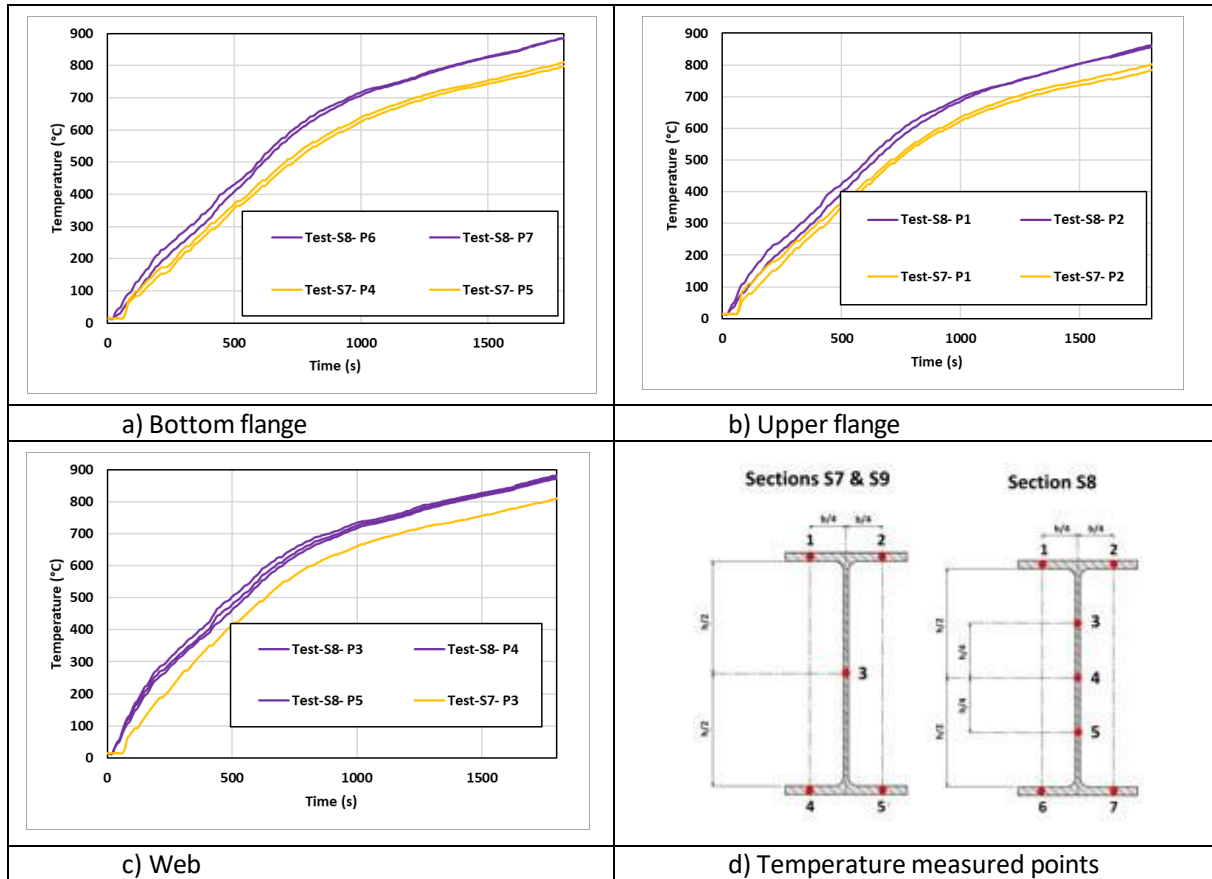 900
800
700
600
500
400
300
200
100
0
Temperature (°C)
Test-S8- P6
Test-S8- P7
Test-S7- P4
Test-S7- P5
0
500
1000
1500
Time (s)
a) Bottom flange
900
800
700
600
500
400
300
200
100
0
Temperature (°C)
Test-S8- P1
Test-S8- P2
Test-S7- P1
Test-S7- P2
0
500
1000
1500
Time (s)
b) Upper flange
900
800
700
600
500
400
300
200
100
0
Temperature (°C)
Test-S8- P3
Test-S8- P4
Test-S8- P5
Test-S7- P3
0
500
1000
1500
Time (s)
c) Web
Sections S7 & S9
1
2
h/2
3
h/2
4
5
Section S8
1
2
h/2
3
h/4
4
h/4
5
h/2
6
7
d) Temperature measured points